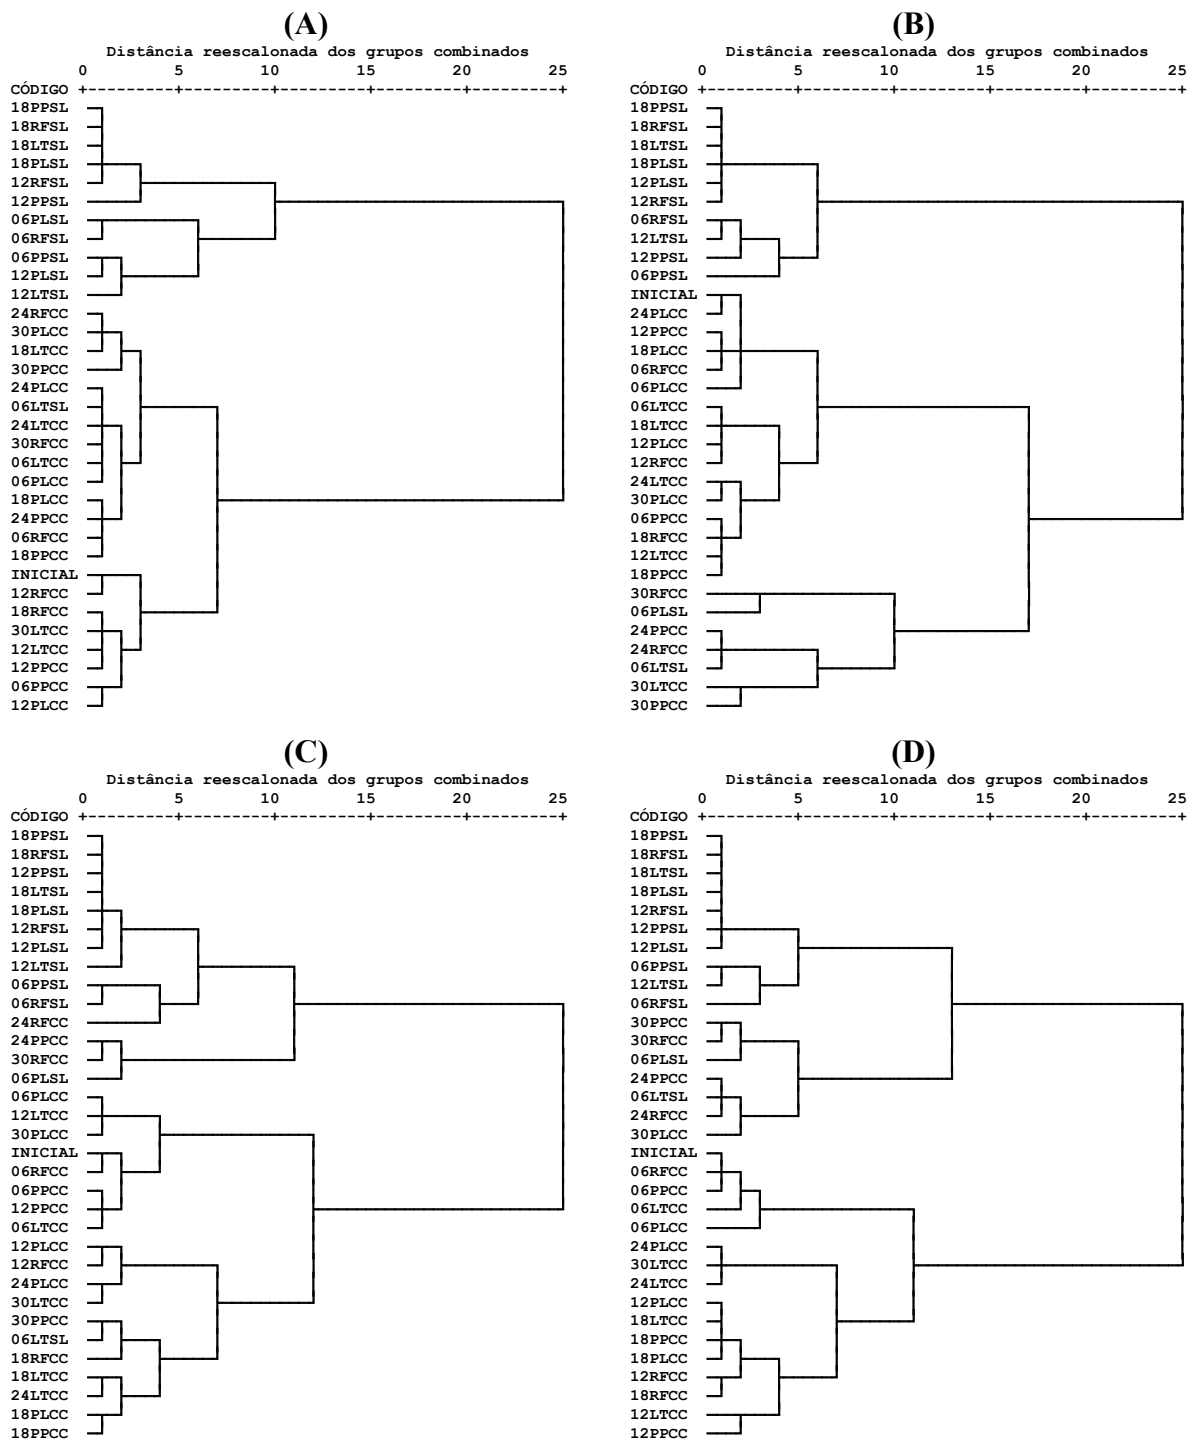 (A)
Distância reescalonada dos grupos combinados
0 5 10 15 20 25
CÓDIGO +---------+---------+---------+---------+---------+
18PPSL
18RFSL
18LTSL
18PLSL
12RFSL
12PPSL
06PLSL
06RFSL
06PPSL
12PLSL
12LTSL
24RFCC
30PLCC
18LTCC
30PPCC
24PLCC
06LTSL
24LTCC
30RFCC
06LTCC
06PLCC
18PLCC
24PPCC
06RFCC
18PPCC
INICIAL
12RFCC
18RFCC
30LTCC
12LTCC
12PPCC
06PPCC
12PLCC
(B)
Distância reescalonada dos grupos combinados
0 5 10 15 20 25
CÓDIGO +---------+---------+---------+---------+---------+
18PPSL
18RFSL
18LTSL
18PLSL
12PLSL
12RFSL
06RFSL
12LTSL
12PPSL
06PPSL
INICIAL
24PLCC
12PPCC
18PLCC
06RFCC
06PLCC
06LTCC
18LTCC
12PLCC
12RFCC
24LTCC
30PLCC
06PPCC
18RFCC
12LTCC
18PPCC
30RFCC
06PLSL
24PPCC
24RFCC
06LTSL
30LTCC
30PPCC
(C)
Distância reescalonada dos grupos combinados
0 5 10 15 20 25
CÓDIGO +---------+---------+---------+---------+---------+
18PPSL
18RFSL
12PPSL
18LTSL
18PLSL
12RFSL
12PLSL
12LTSL
06PPSL
06RFSL
24RFCC
24PPCC
30RFCC
06PLSL
06PLCC
12LTCC
30PLCC
INICIAL
06RFCC
06PPCC
12PPCC
06LTCC
12PLCC
12RFCC
24PLCC
30LTCC
30PPCC
06LTSL
18RFCC
18LTCC
24LTCC
18PLCC
18PPCC
(D)
Distância reescalonada dos grupos combinados
0 5 10 15 20 25
CÓDIGO +---------+---------+---------+---------+---------+
18PPSL
18RFSL
18LTSL
18PLSL
12RFSL
12PPSL
12PLSL
06PPSL
12LTSL
06RFSL
30PPCC
30RFCC
06PLSL
24PPCC
06LTSL
24RFCC
30PLCC
INICIAL
06RFCC
06PPCC
06LTCC
06PLCC
24PLCC
30LTCC
24LTCC
12PLCC
18LTCC
18PPCC
18PLCC
12RFCC
18RFCC
12LTCC
12PPCC